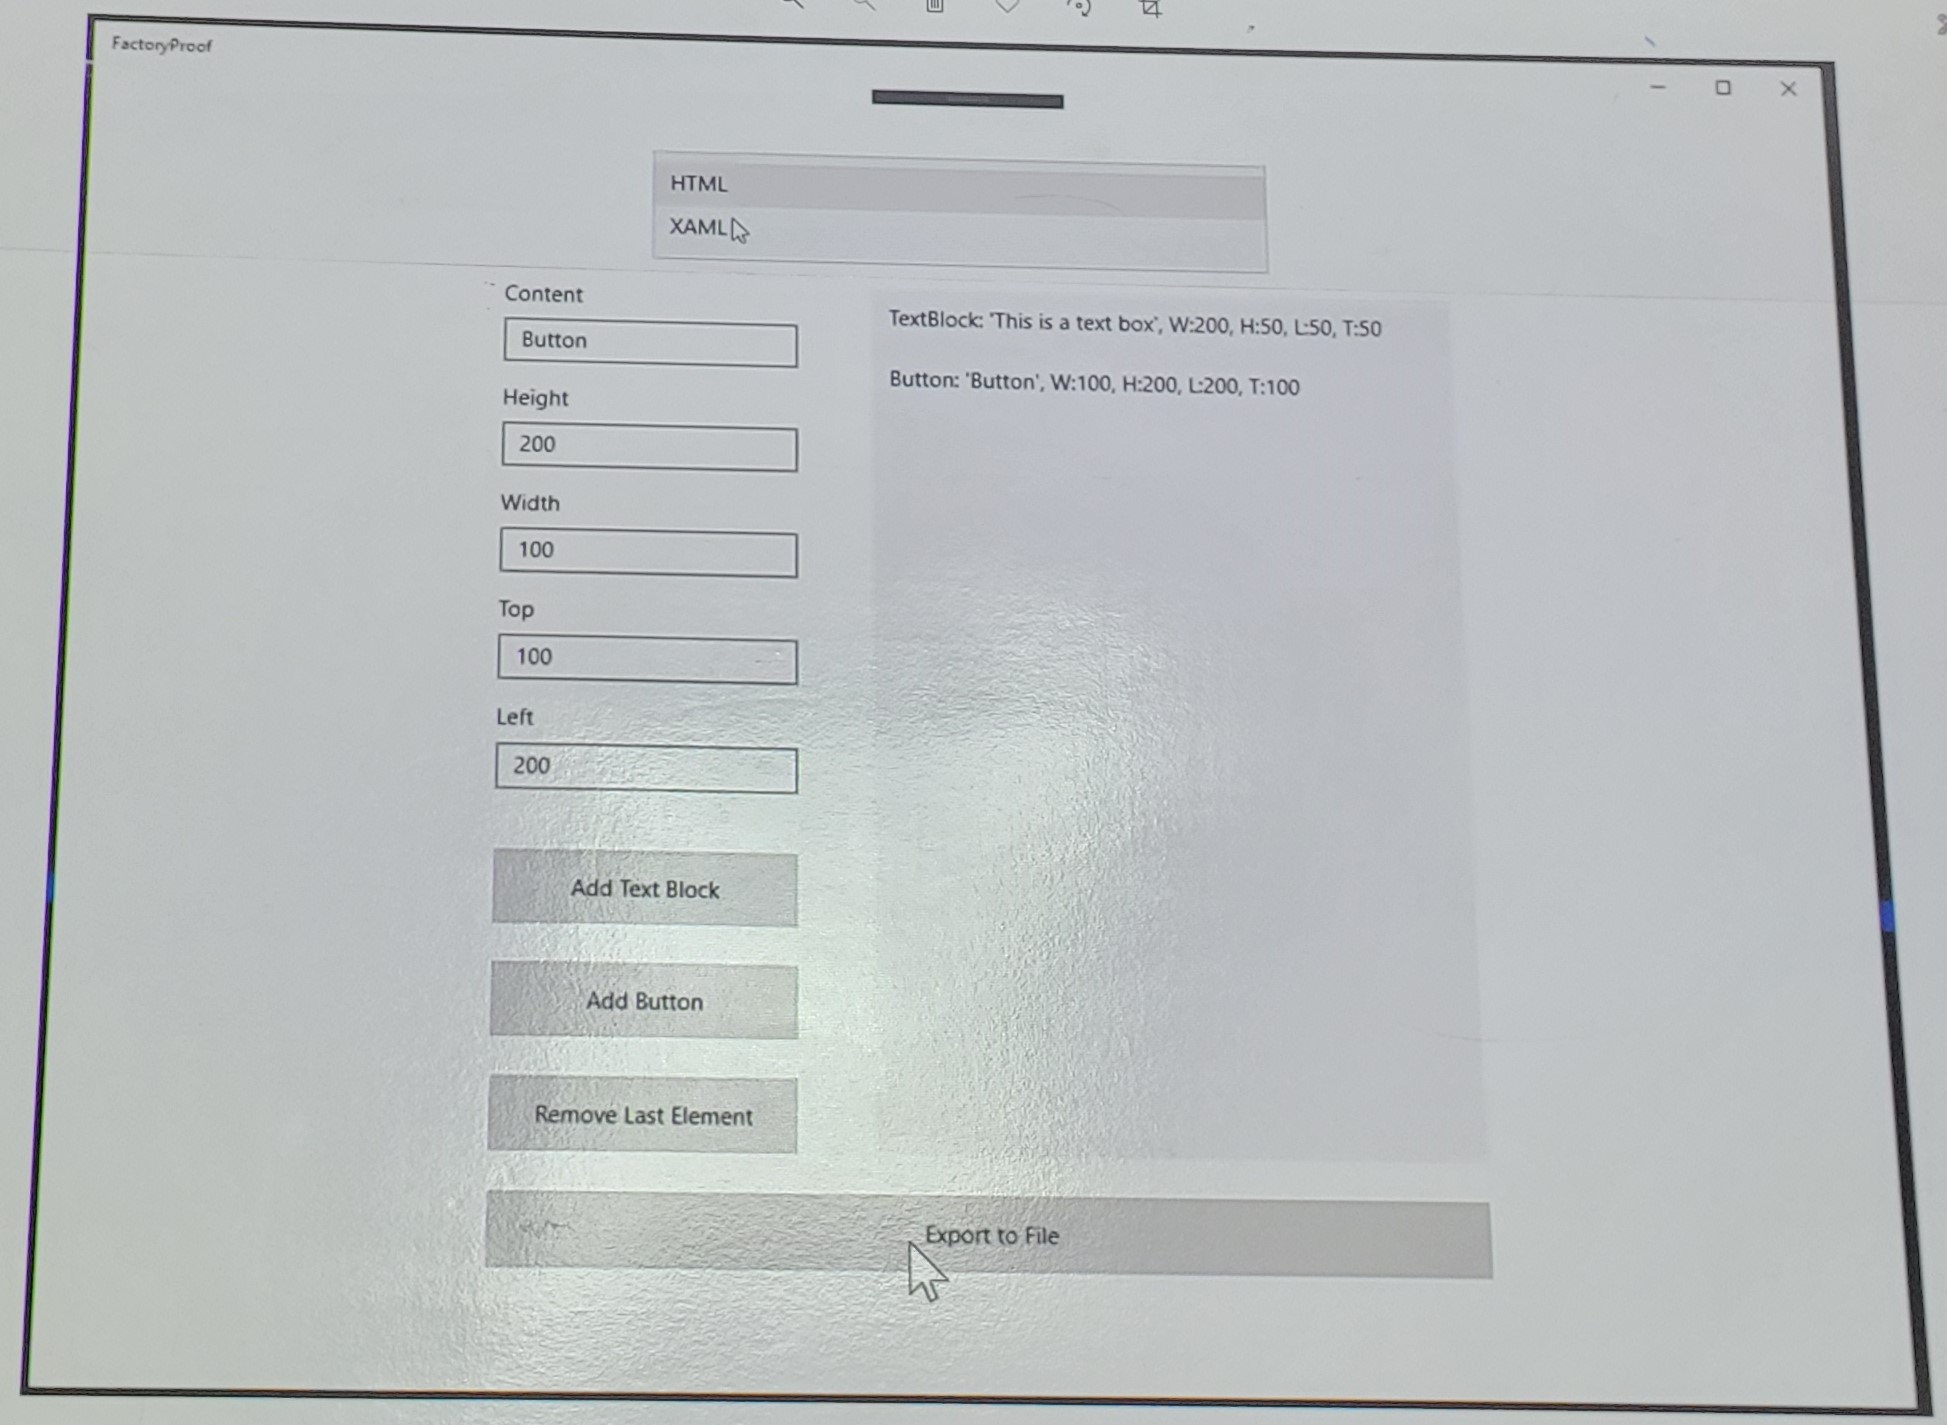 FactoryProof
HTML
XAML
Content
Button
Height
200
Width
100
Top
100
Left
200
Add Text Block
Add Button
Remove Last Element
TextBlock: 'This is a text box', W:200, H:50, L:50, T:50
Button: 'Button', W:100, H:200, L:200, T:100
Export to File